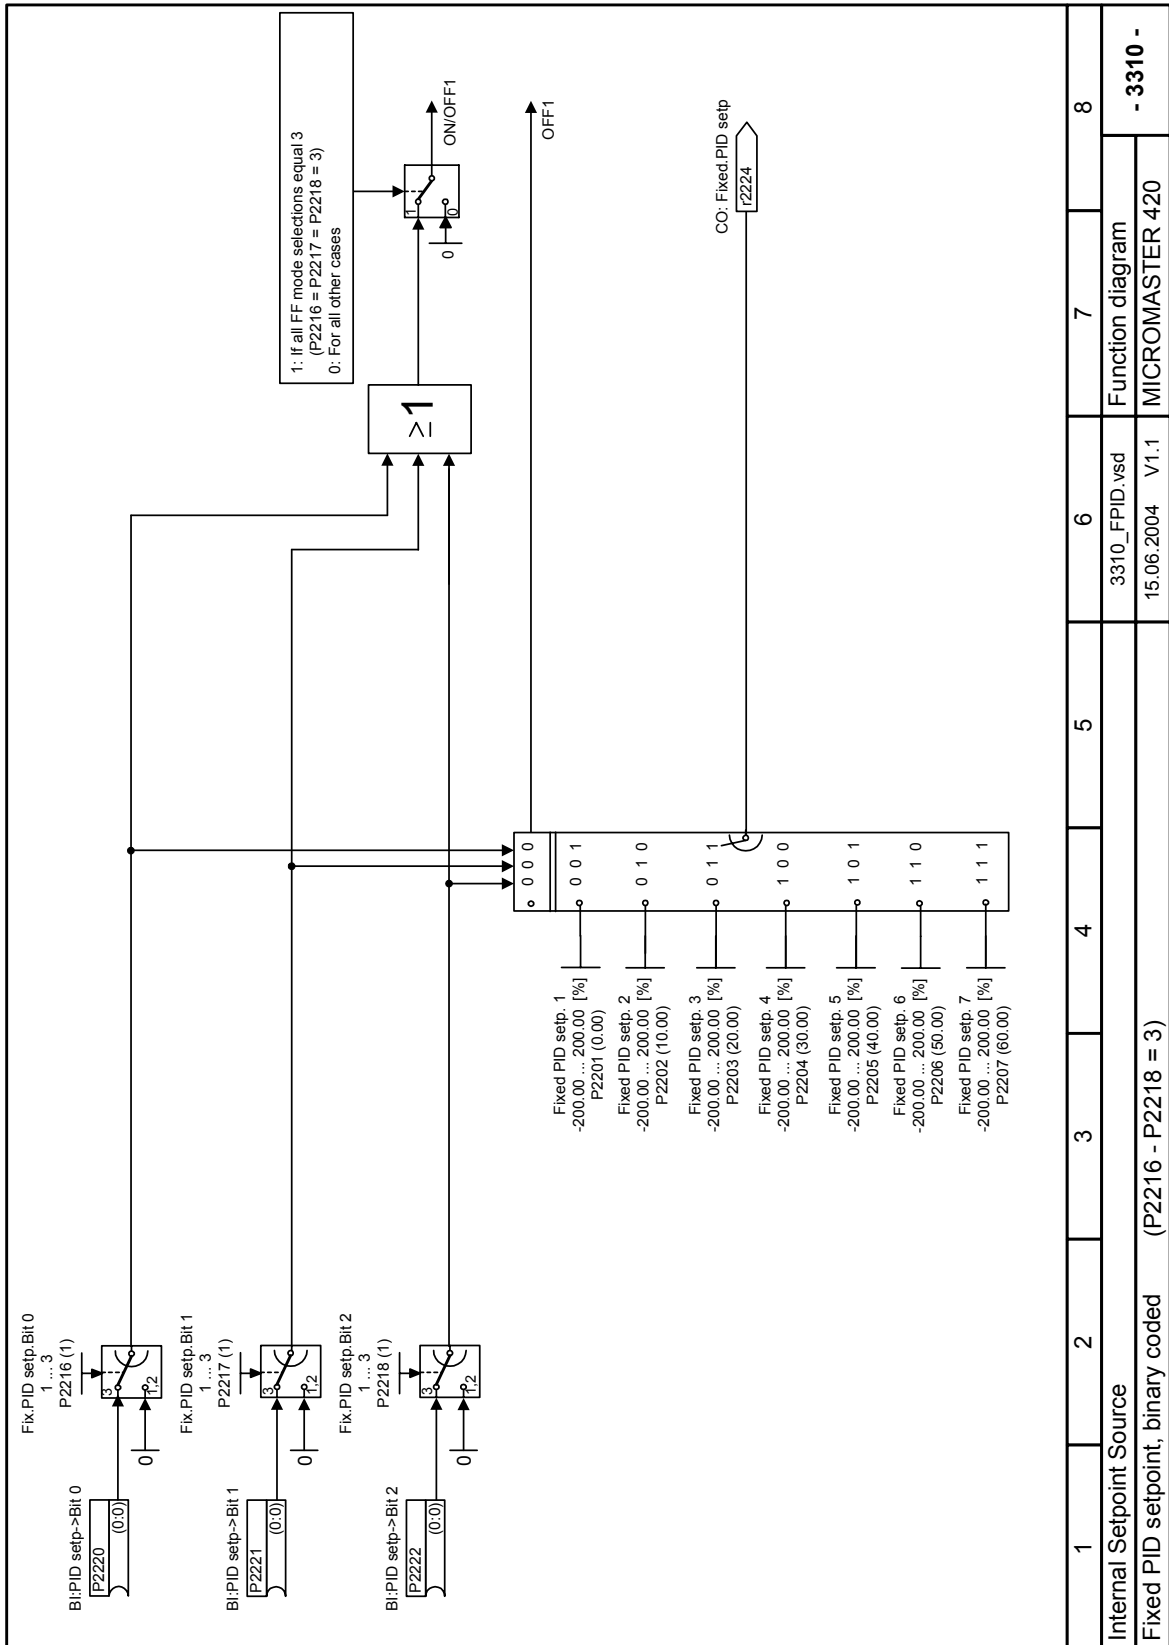 BI:PID setp->Bit 0
P2220
(0:0)
Fix.PID setp.Bit 0
1 ... 3
P2216 (1)
3
1,2
0
BI:PID setp->Bit 1
P2221
(0:0)
Fix.PID setp.Bit 1
1 ... 3
P2217 (1)
3
1,2
0
BI:PID setp->Bit 2
P2222
(0:0)
Fix.PID setp.Bit 2
1 ... 3
P2218 (1)
3
1,2
0
≥1
1: If all FF mode selections equal 3
(P2216 = P2217 = P2218 = 3)
0: For all other cases
1
0
0
ON/OFF1
OFF1
0 0 0
0 0 1
0 1 0
0 1 1
1 0 0
1 0 1
1 1 0
1 1 1
Fixed PID setp. 1
-200.00 ... 200.00 [%]
P2201 (0.00)
Fixed PID setp. 2
-200.00 ... 200.00 [%]
P2202 (10.00)
Fixed PID setp. 3
-200.00 ... 200.00 [%]
P2203 (20.00)
Fixed PID setp. 4
-200.00 ... 200.00 [%]
P2204 (30.00)
Fixed PID setp. 5
-200.00 ... 200.00 [%]
P2205 (40.00)
Fixed PID setp. 6
-200.00 ... 200.00 [%]
P2206 (50.00)
Fixed PID setp. 7
-200.00 ... 200.00 [%]
P2207 (60.00)
CO: Fixed.PID setp
r2224
1 2 3 4 5 6 7 8
Internal Setpoint Source
3310_FPID.vsd
Function diagram
- 3310 -
Fixed PID setpoint, binary coded (P2216 - P2218 = 3)
15.06.2004 V1.1
MICROMASTER 420